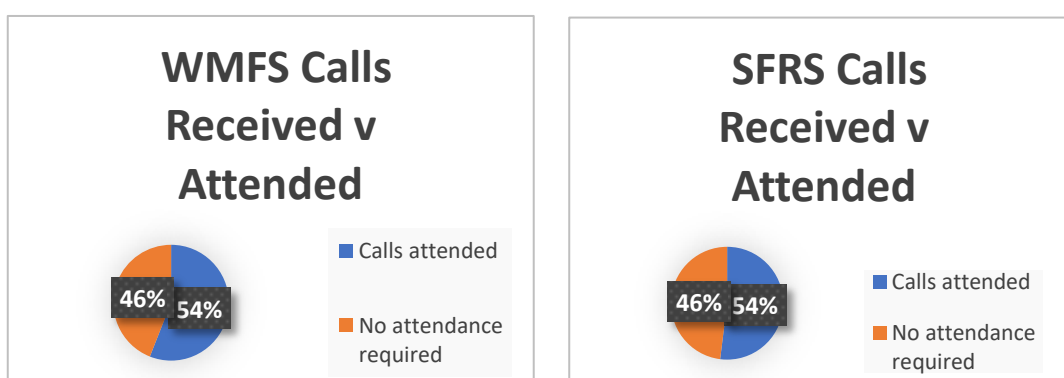 WMFS Calls
Received v
Attended
46%
54%
Calls attended
No attendance
required
SFRS Calls
Received v
Attended
46%
54%
Calls attended
No attendance
required